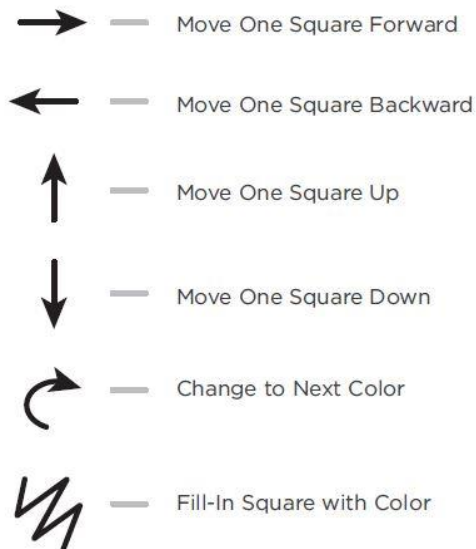 Move One Square Forward
Move One Square Backward
Move One Square Up
Move One Square Down
Change to Next Color
Fill-In Square with Color